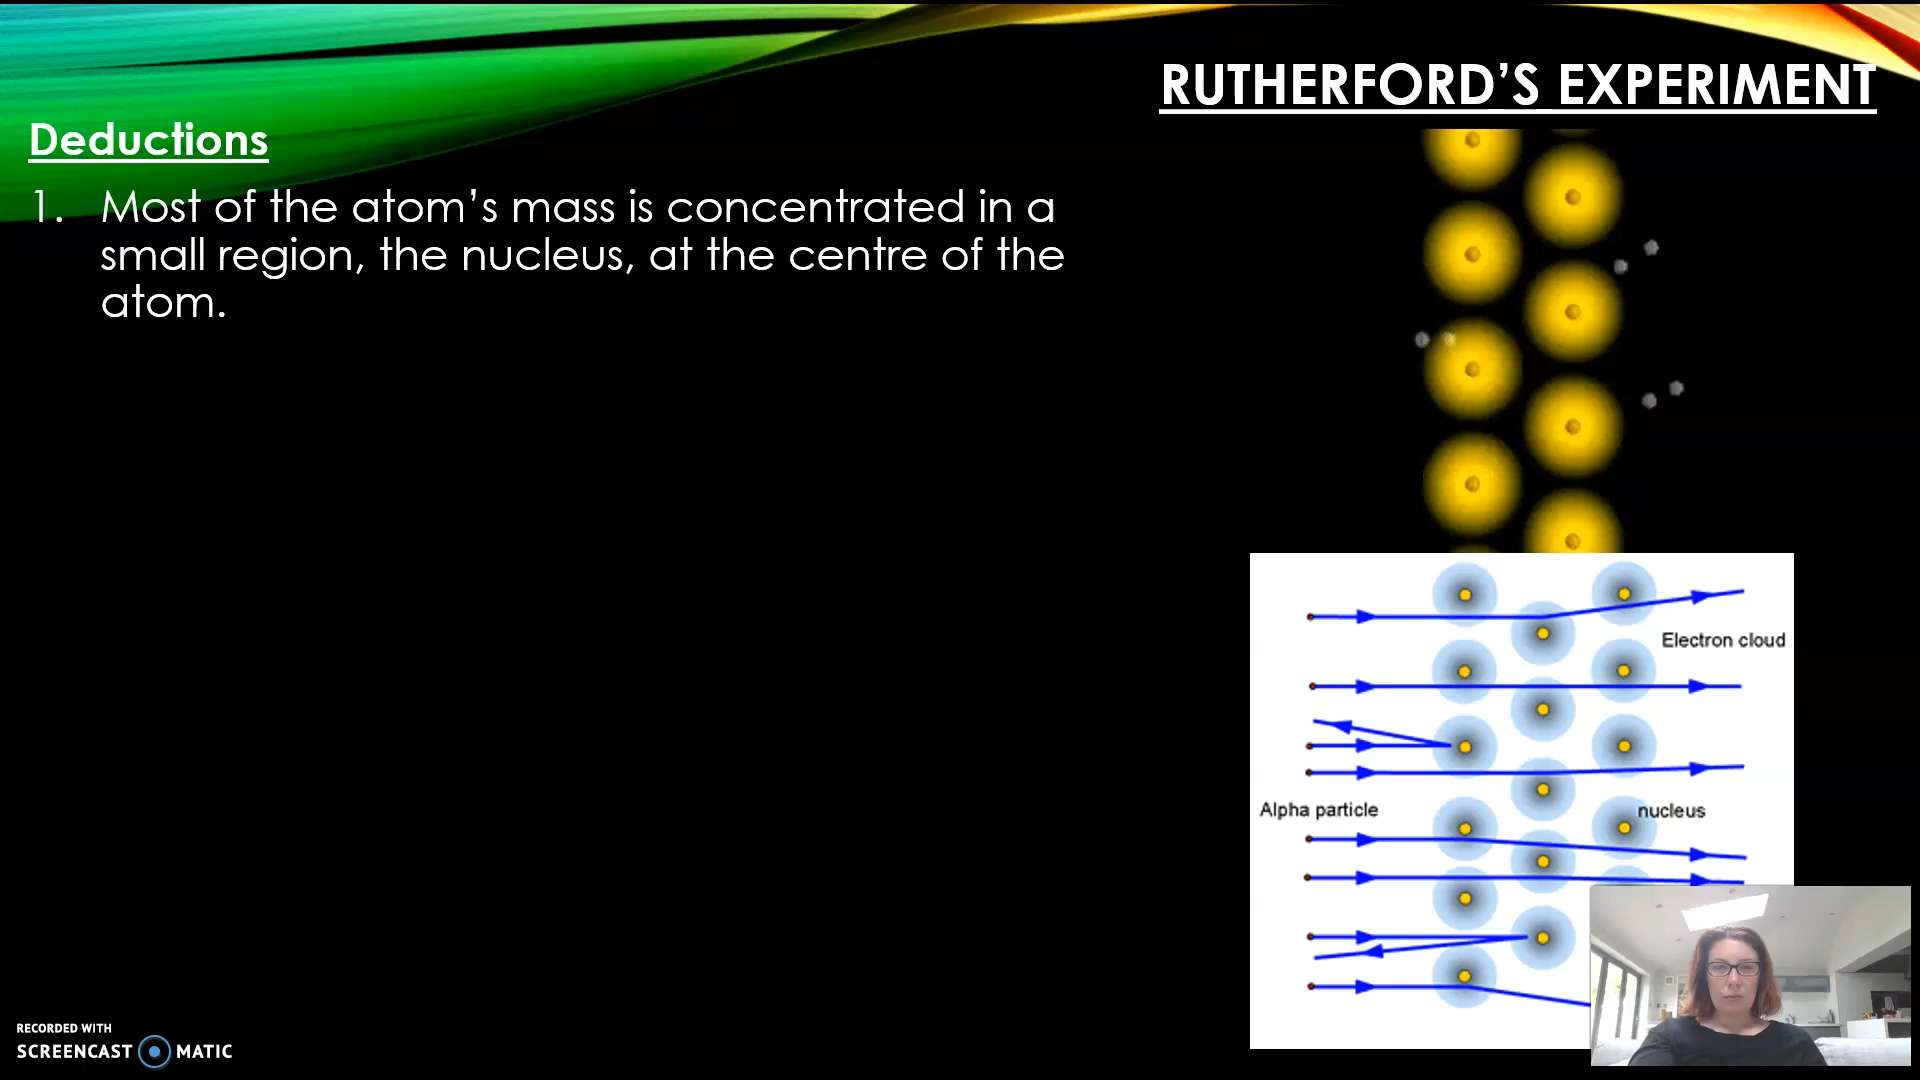 RUTHERFORD’S EXPERIMENT
Deductions
1. Most of the atom’s mass is concentrated in a
small region, the nucleus, at the centre of the
atom.
Electron cloud
Alpha particle
nucleus
RECORDED WITH
SCREENCAST MATIC